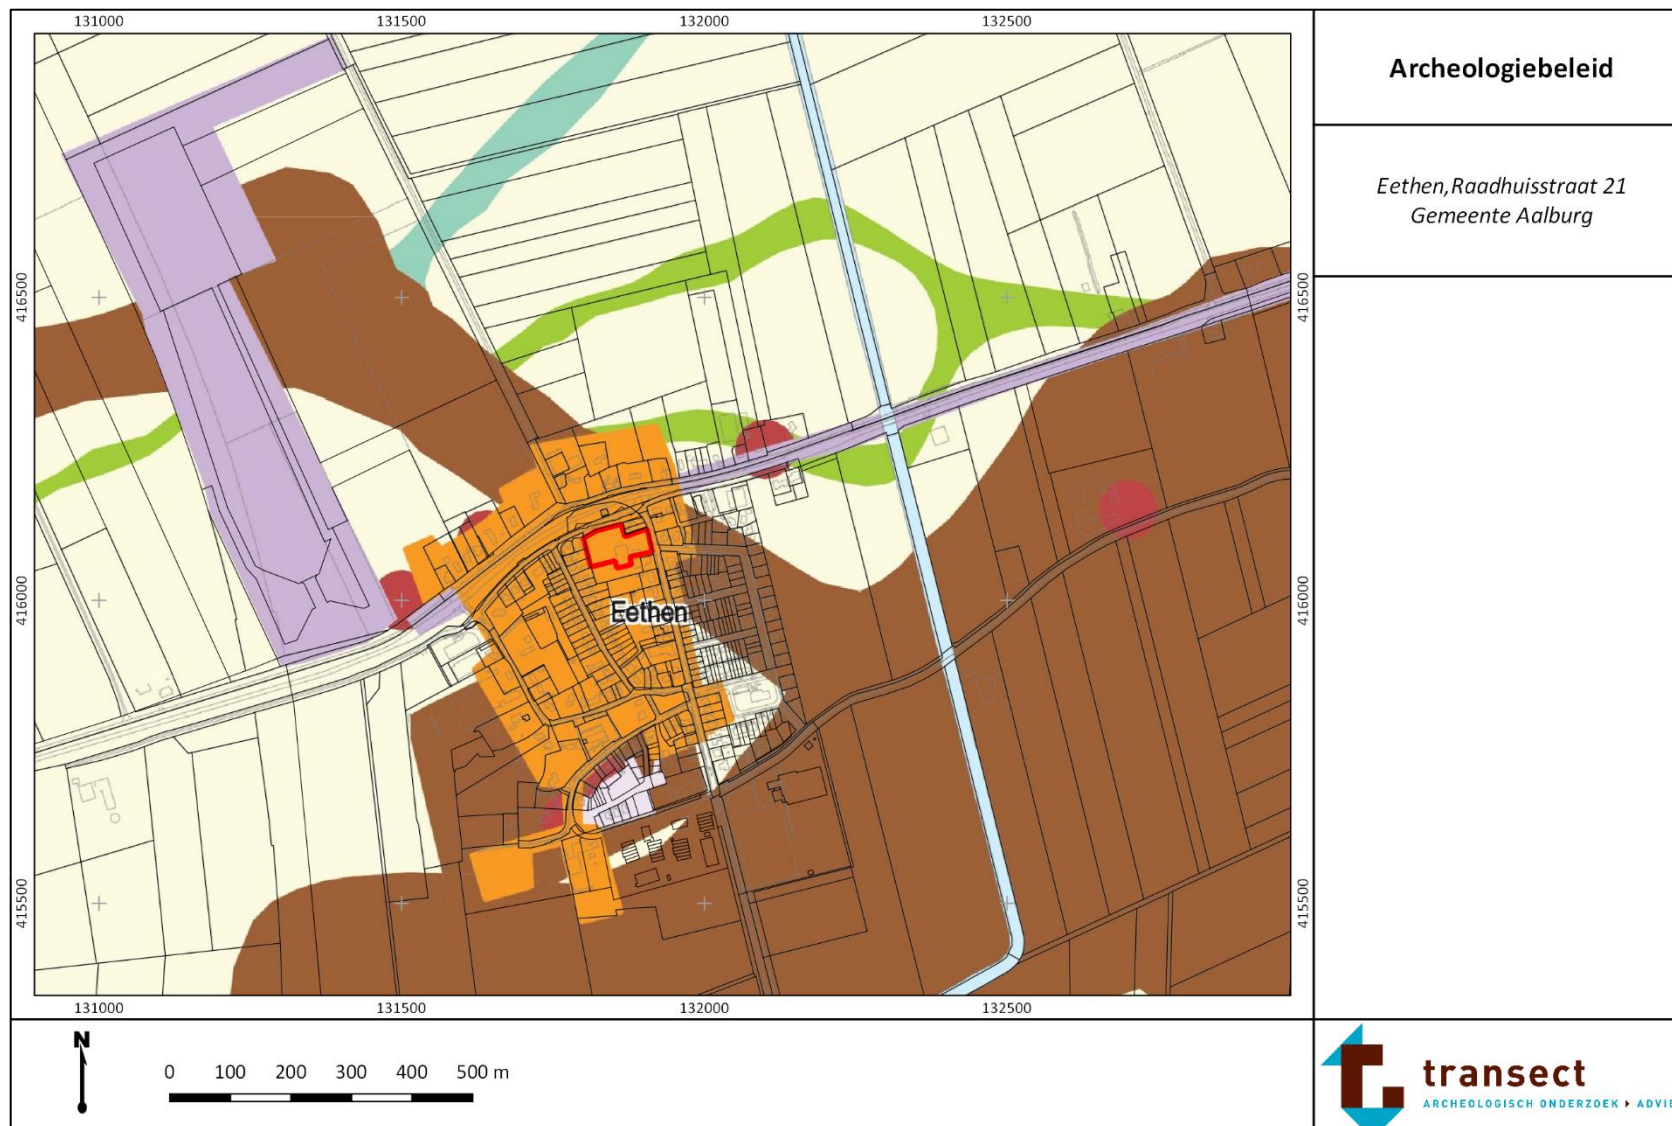 131000 131500 132000 132500
Archeologiebeleid
Eethen,Raadhuisstraat 21
Gemeente Aalburg
416500 416500
416000 416000
Eethen
415500 415500
131000 131500 132000 132500
N
0 100 200 300 400 500 m
transect
ARCHEOLOGISCH ONDERZOEK ADVIE